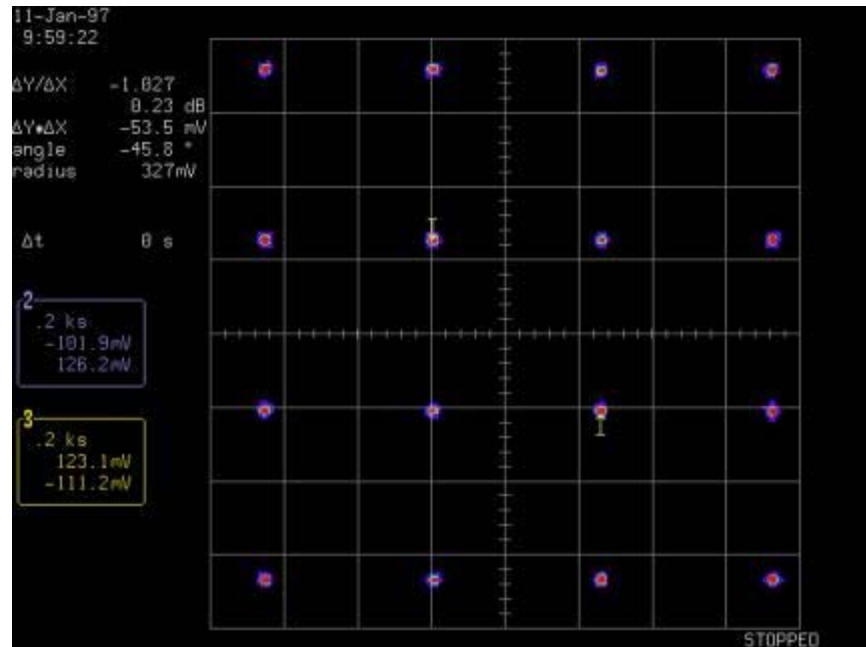 11-Jan-97
9:59:22
ΔY/ΔX -1.027
0.23 dB
ΔY•ΔX -53.5 mV
angle -45.8 °
radius 327mV
Δt 0 s
2
.2 ks
-101.9mV
126.2mV
3
.2 ks
123.1mV
-111.2mV
STOPPED